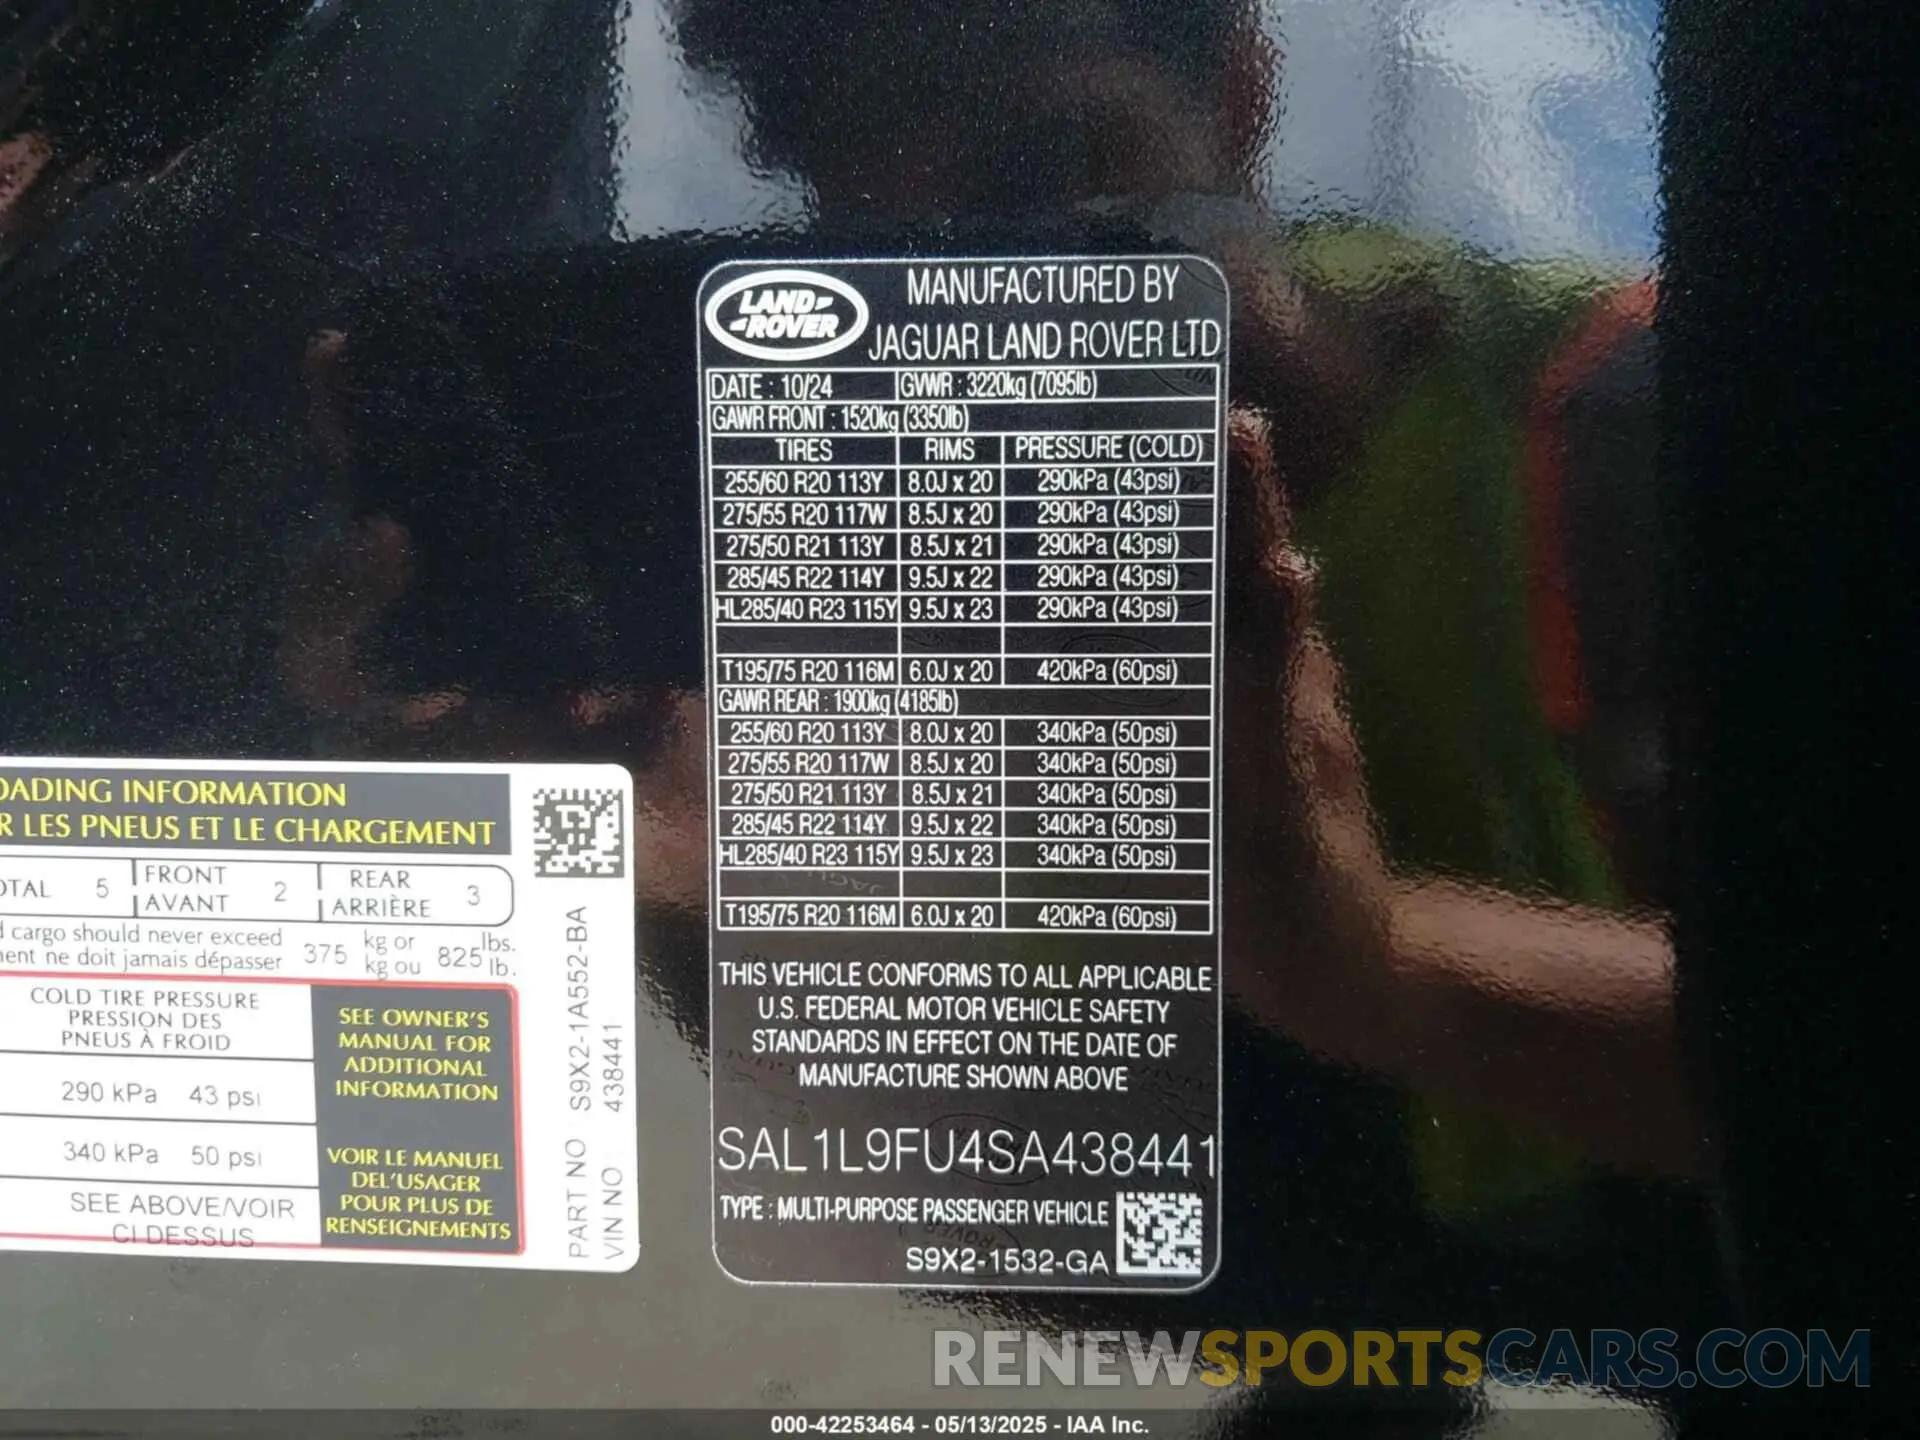 LAND ROVER
MANUFACTURED BY
JAGUAR LAND ROVER LTD
DATE : 10/24 GVWR : 3220kg (7095lb)
GAWR FRONT : 1520kg (3350lb)
TIRES RIMS PRESSURE (COLD)
255/60 R20 113Y 8.0J x 20 290kPa (43psi)
275/55 R20 117W 8.5J x 20 290kPa (43psi)
275/50 R21 113Y 8.5J x 21 290kPa (43psi)
285/45 R22 114Y 9.5J x 22 290kPa (43psi)
HL285/40 R23 115Y 9.5J x 23 290kPa (43psi)
T195/75 R20 116M 6.0J x 20 420kPa (60psi)
GAWR REAR : 1900kg (4185lb)
255/60 R20 113Y 8.0J x 20 340kPa (50psi)
275/55 R20 117W 8.5J x 20 340kPa (50psi)
275/50 R21 113Y 8.5J x 21 340kPa (50psi)
285/45 R22 114Y 9.5J x 22 340kPa (50psi)
HL285/40 R23 115Y 9.5J x 23 340kPa (50psi)
T195/75 R20 116M 6.0J x 20 420kPa (60psi)
THIS VEHICLE CONFORMS TO ALL APPLICABLE
U.S. FEDERAL MOTOR VEHICLE SAFETY
STANDARDS IN EFFECT ON THE DATE OF
MANUFACTURE SHOWN ABOVE
SAL1L9FU4SA438441
TYPE : MULTI-PURPOSE PASSENGER VEHICLE
S9X2-1532-GA
OADING INFORMATION
R LES PNEUS ET LE CHARGEMENT
OTAL 5 FRONT AVANT 2 REAR ARRIÈRE 3
d cargo should never exceed 375 kg or 825 lbs.
ment ne doit jamais dépasser kg ou lb.
COLD TIRE PRESSURE
PRESSION DES
PNEUS À FROID
290 kPa 43 psi
340 kPa 50 psi
SEE ABOVE/VOIR
CI DESSUS
SEE OWNER'S
MANUAL FOR
ADDITIONAL
INFORMATION
VOIR LE MANUEL
DEL'USAGER
POUR PLUS DE
RENSEIGNEMENTS
PART NO S9X2-1A552-BA
VIN NO 438441
RENEWSPORTSCARS.COM
000-42253464 - 05/13/2025 - IAA Inc.